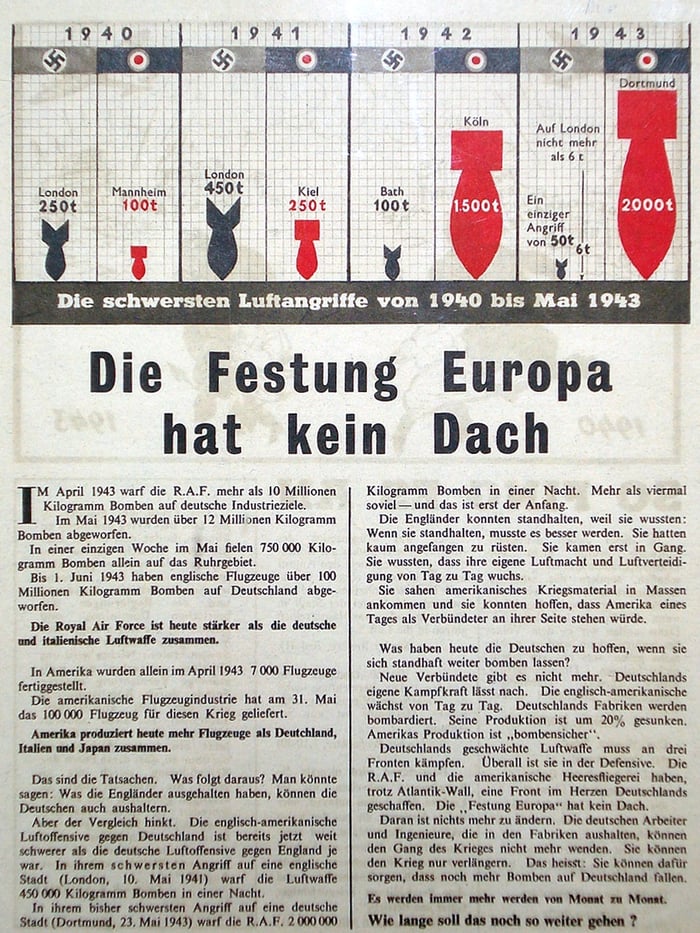 1940 1941 1942 1943
Dortmund
Köln
Auf London
nicht mehr
als 6 t
London
450t
London
250t
Mannheim
100t
Kiel
250t
Bath
100t
1.500t
Ein
einziger
Angriff
von 50t
6t
2.000t
Die schwersten Luftangriffe von 1940 bis Mai 1943
Die Festung Europa
hat kein Dach
IM April 1943 warf die R.A.F. mehr als 10 Millionen
Kilogramm Bomben auf deutsche Industrieziele.
Im Mai 1943 wurden über 12 Millionen Kilogramm
Bomben abgeworfen.
In einer einzigen Woche im Mai fielen 750 000 Kilo-
gramm Bomben allein auf das Ruhrgebiet.
Bis 1. Juni 1943 haben englische Flugzeuge über 100
Millionen Kilogramm Bomben auf Deutschland abge-
worfen.
Die Royal Air Force ist heute stärker als die deutsche
und italienische Luftwaffe zusammen.
In Amerika wurden allein im April 1943 7 000 Flugzeuge
fertiggestellt.
Die amerikanische Flugzeugindustrie hat am 31. Mai
das 100 000 Flugzeug für diesen Krieg geliefert.
Amerika produziert heute mehr Flugzeuge als Deutchland,
Italien und Japan zusammen.
Das sind die Tatsachen. Was folgt daraus? Man könnte
sagen: Was die Engländer ausgehalten haben, können die
Deutschen auch aushaltern.
Aber der Vergleich hinkt. Die englisch-amerikanische
Luftoffensive gegen Deutschland ist bereits jetzt weit
schwerer als die deutsche Luftoffensive gegen England je
war. In ihrem schwersten Angriff auf eine englische
Stadt (London, 10. Mai 1941) warf die Luftwaffe
450 000 Kilogramm Bomben in einer Nacht.
In ihrem bisher schwersten Angriff auf eine deutsche
Stadt (Dortmund, 23. Mai 1943) warf die R.A.F. 2 000 000
Kilogramm Bomben in einer Nacht. Mehr als viermal
soviel — und das ist erst der Anfang.
Die Engländer konnten standhalten, weil sie wussten:
Wenn sie standhalten, musste es besser werden. Sie hatten
kaum angefangen zu rüsten. Sie kamen erst in Gang.
Sie wussten, dass ihre eigene Luftmacht und Luftverteidi-
gung von Tag zu Tag wuchs.
Sie sahen amerikanisches Kriegsmaterial in Massen
ankommen und sie konnten hoffen, dass Amerika eines
Tages als Verbündeter an ihrer Seite stehen würde.
Was haben heute die Deutschen zu hoffen, wenn sie
sich standhaft weiter bomben lassen?
Neue Verbündete gibt es nicht mehr. Deutschlands
eigene Kampfkraft lässt nach. Die englisch-amerikanische
wächst von Tag zu Tag. Deutschlands Fabriken werden
bombardiert. Seine Produktion ist um 20% gesunken.
Amerikas Produktion ist „bombensicher“.
Deutschlands geschwächte Luftwaffe muss an drei
Fronten kämpfen. Überall ist sie in der Defensive. Die
R.A.F. und die amerikanische Heeresfliegerei haben,
trotz Atlantik-Wall, eine Front im Herzen Deutschlands
geschaffen. Die „Festung Europa“ hat kein Dach.
Daran ist nichts mehr zu ändern. Die deutschen Arbeiter
und Ingenieure, die in den Fabriken aushalten, können
den Gang des Krieges nicht mehr wenden. Sie können
den Krieg nur verlängern. Das heisst: Sie können dafür
sorgen, dass noch mehr Bomben auf Deutschland fallen.
Es werden immer mehr werden von Monat zu Monat.
Wie lange soll das noch so weiter gehen ?